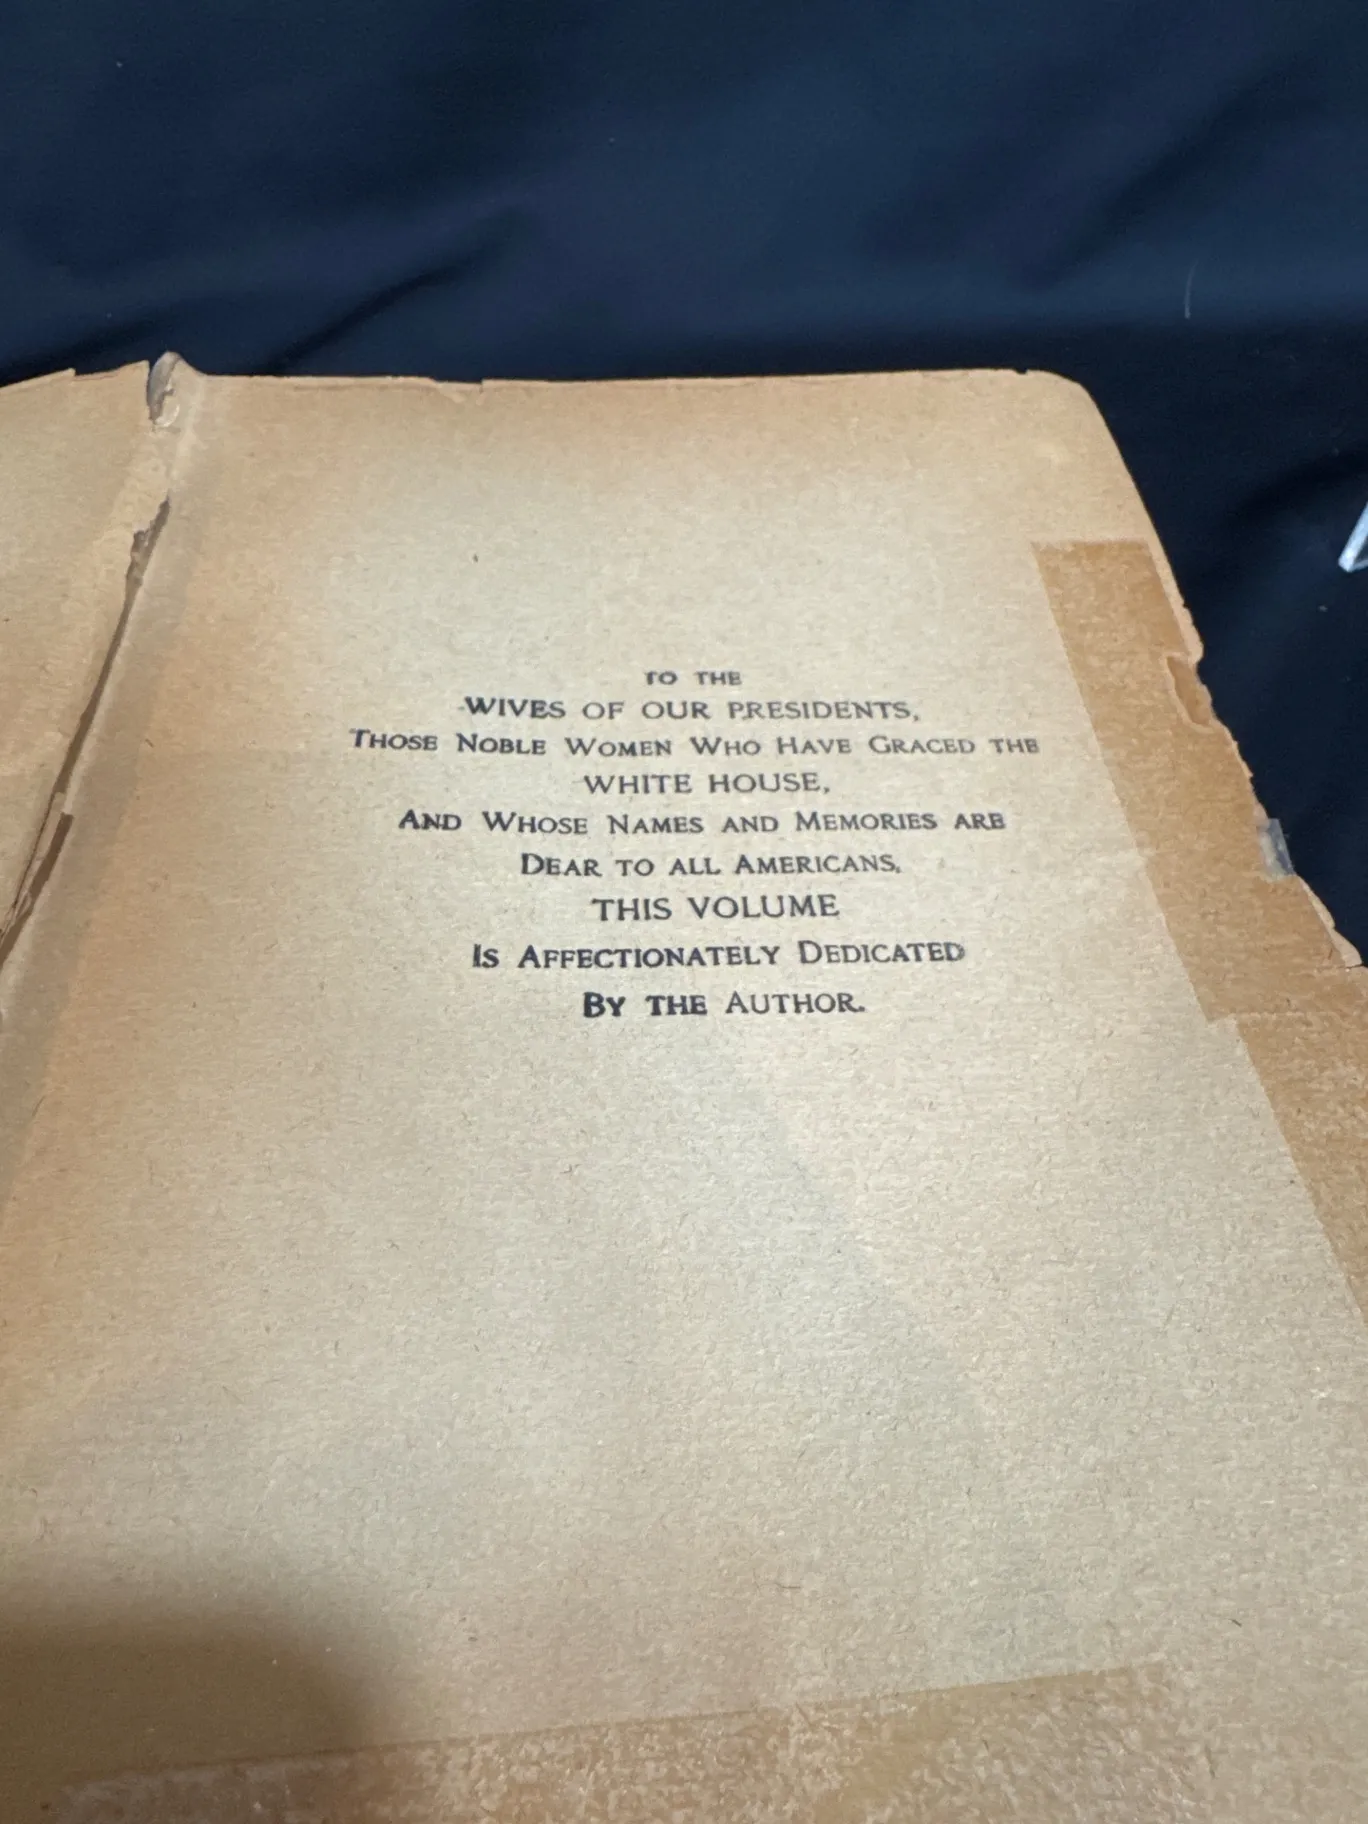 TO THE
WIVES OF OUR PRESIDENTS,
THOSE NOBLE WOMEN WHO HAVE GRACED THE
WHITE HOUSE,
AND WHOSE NAMES AND MEMORIES ARE
DEAR TO ALL AMERICANS,
THIS VOLUME
IS AFFECTIONATELY DEDICATED
BY THE AUTHOR.